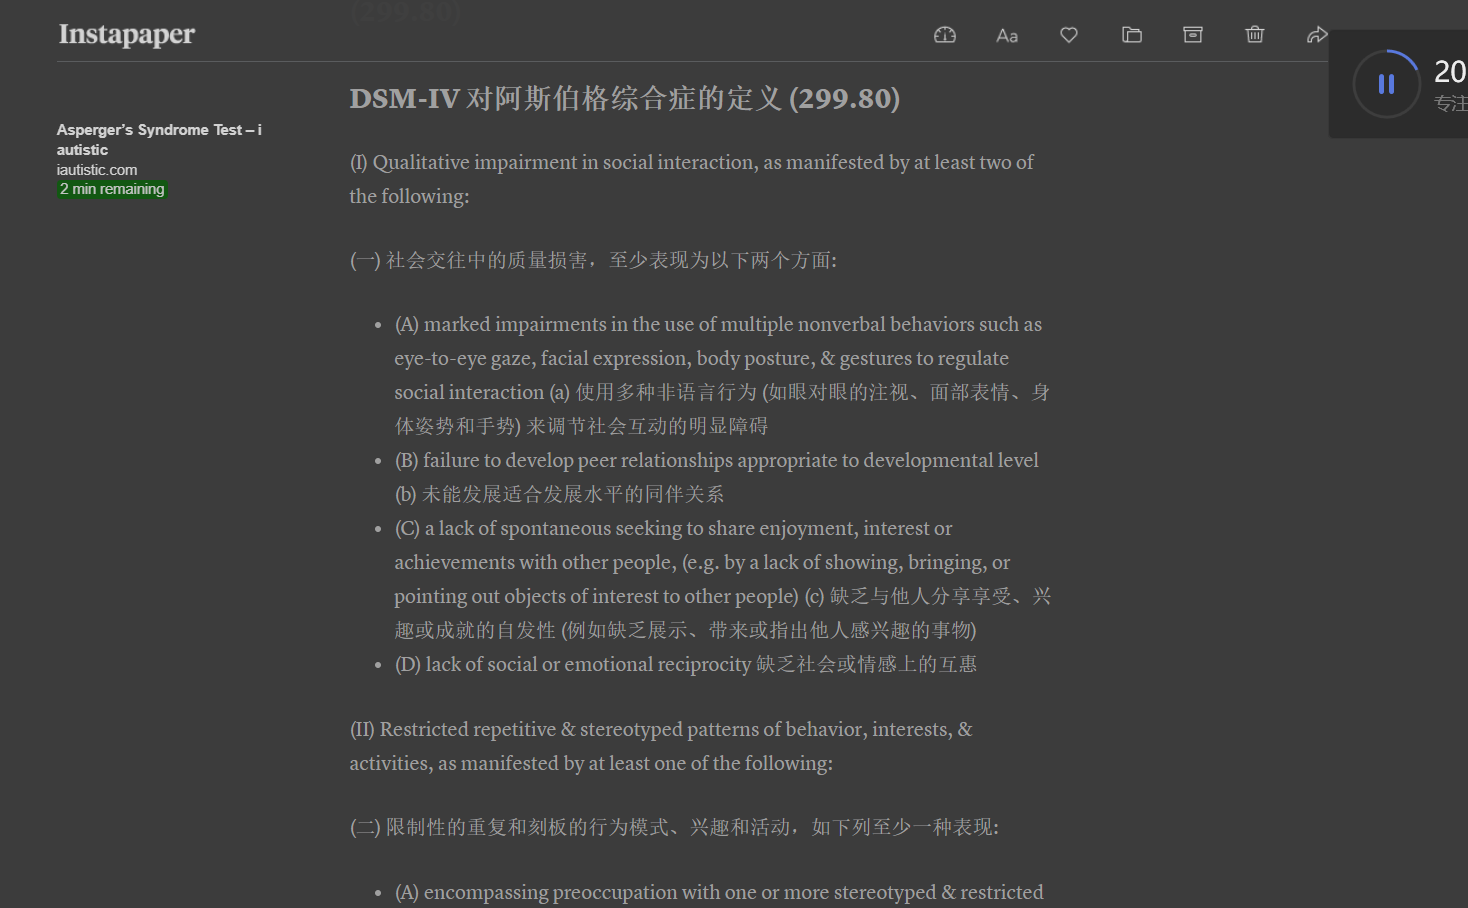 (299.80)
Instapaper
Aa
20
专注
DSM-IV 对阿斯伯格综合症的定义 (299.80)
Asperger's Syndrome Test – i
autistic
iautistic.com
2 min remaining
(I) Qualitative impairment in social interaction, as manifested by at least two of
the following:
(一) 社会交往中的质量损害，至少表现为以下两个方面:
• (A) marked impairments in the use of multiple nonverbal behaviors such as
eye-to-eye gaze, facial expression, body posture, & gestures to regulate
social interaction (a) 使用多种非语言行为 (如眼对眼的注视、面部表情、身
体姿势和手势) 来调节社会互动的明显障碍
• (B) failure to develop peer relationships appropriate to developmental level
(b) 未能发展适合发展水平的同伴关系
• (C) a lack of spontaneous seeking to share enjoyment, interest or
achievements with other people, (e.g. by a lack of showing, bringing, or
pointing out objects of interest to other people) (c) 缺乏与他人分享享受、兴
趣或成就的自发性 (例如缺乏展示、带来或指出他人感兴趣的事物)
• (D) lack of social or emotional reciprocity 缺乏社会或情感上的互惠
(II) Restricted repetitive & stereotyped patterns of behavior, interests, &
activities, as manifested by at least one of the following:
(二) 限制性的重复和刻板的行为模式、兴趣和活动，如下列至少一种表现:
• (A) encompassing preoccupation with one or more stereotyped & restricted